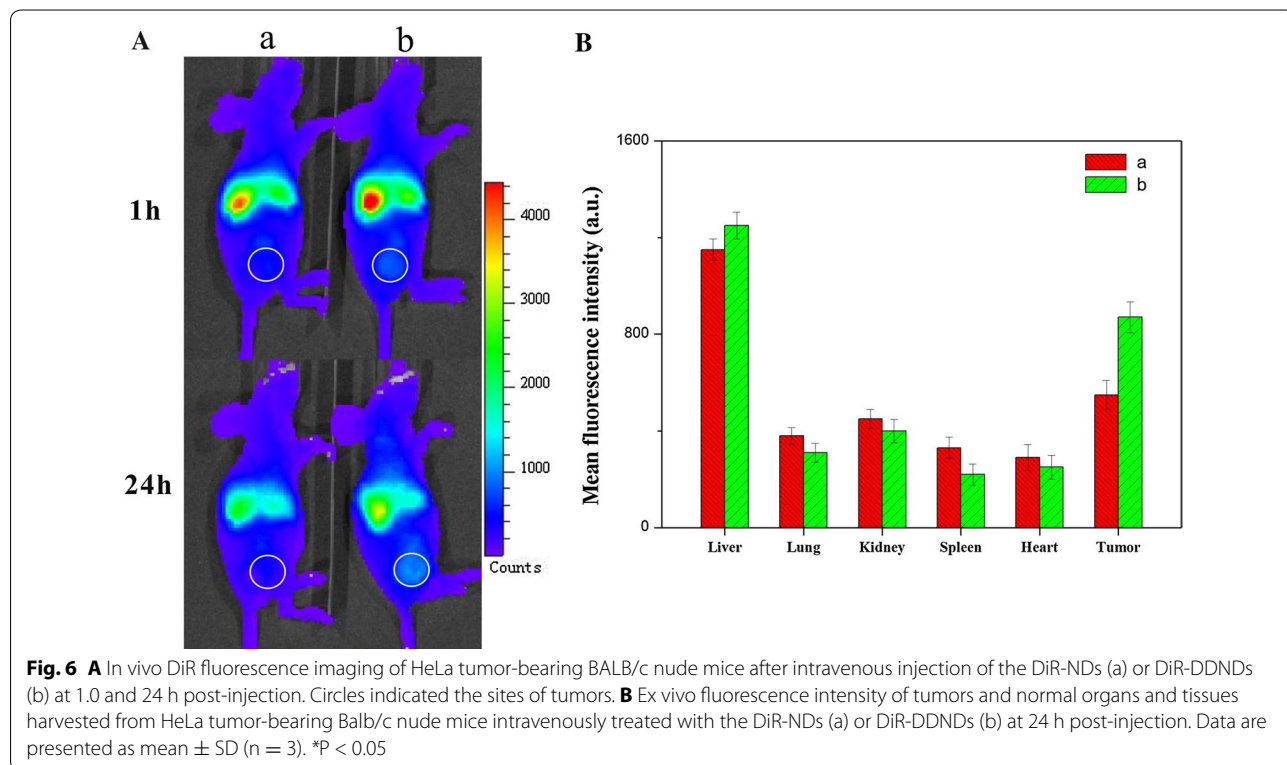 A a b B
1h
24h
4000
3000
2000
1000
Counts
Mean fluorescence intensity (a.u.)
1600
800
0
a
b
Liver Lung Kidney Spleen Heart Tumor
Fig. 6 A In vivo DiR fluorescence imaging of HeLa tumor-bearing BALB/c nude mice after intravenous injection of the DiR-NDs (a) or DiR-DDNDs
(b) at 1.0 and 24 h post-injection. Circles indicated the sites of tumors. B Ex vivo fluorescence intensity of tumors and normal organs and tissues
harvested from HeLa tumor-bearing Balb/c nude mice intravenously treated with the DiR-NDs (a) or DiR-DDNDs (b) at 24 h post-injection. Data are
presented as mean ± SD (n = 3). *P < 0.05